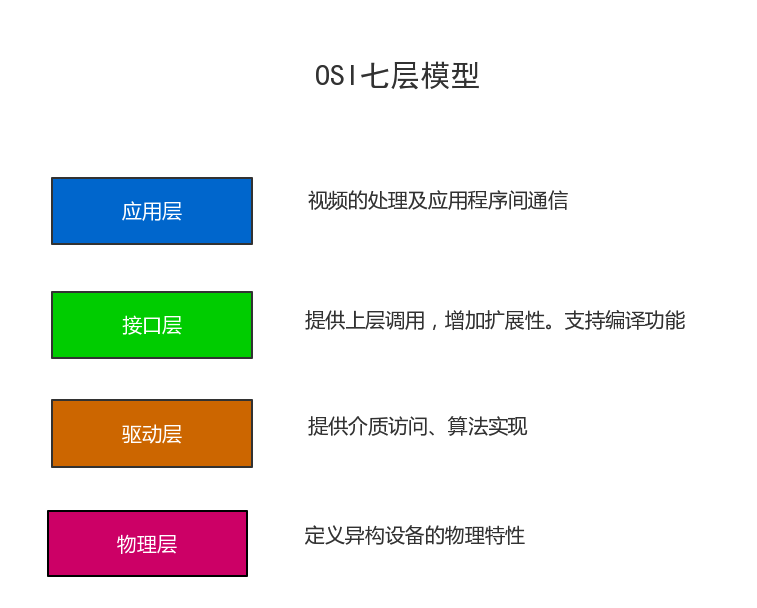 OSI七层模型
应用层
视频的处理及应用程序间通信
接口层
提供上层调用，增加扩展性。支持编译功能
驱动层
提供介质访问、算法实现
物理层
定义异构设备的物理特性